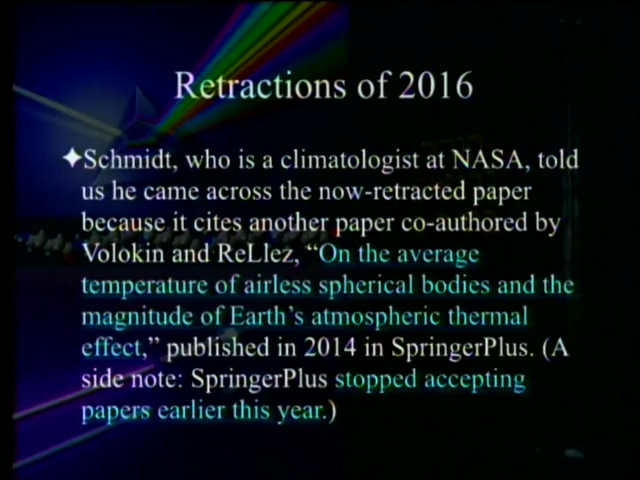 Retractions of 2016
✦Schmidt, who is a climatologist at NASA, told
us he came across the now-retracted paper
because it cites another paper co-authored by
Volokin and ReLlez, “On the average
temperature of airless spherical bodies and the
magnitude of Earth’s atmospheric thermal
effect,” published in 2014 in SpringerPlus. (A
side note: SpringerPlus stopped accepting
papers earlier this year.)